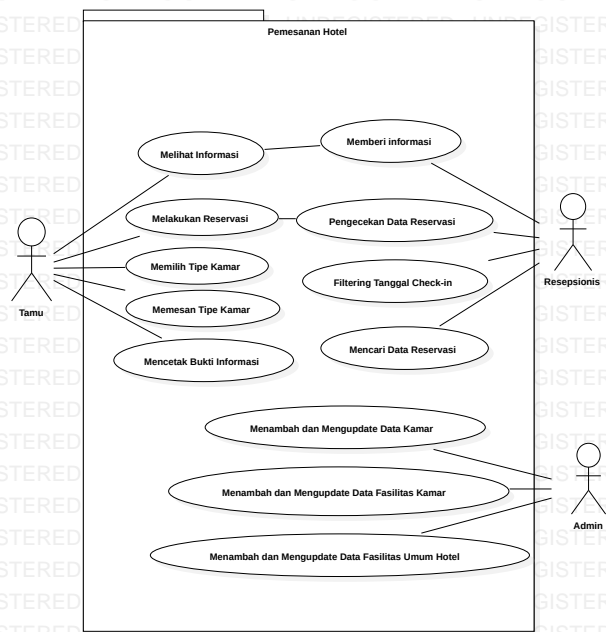 Pemesanan Hotel
Melihat Informasi
Memberi informasi
Melakukan Reservasi
Pengecekan Data Reservasi
Memilih Tipe Kamar
Filtering Tanggal Check-in
Memesan Tipe Kamar
Mencari Data Reservasi
Mencetak Bukti Informasi
Tamu
Resepsionis
Menambah dan Mengupdate Data Kamar
Menambah dan Mengupdate Data Fasilitas Kamar
Menambah dan Mengupdate Data Fasilitas Umum Hotel
Admin
UNREGISTERED